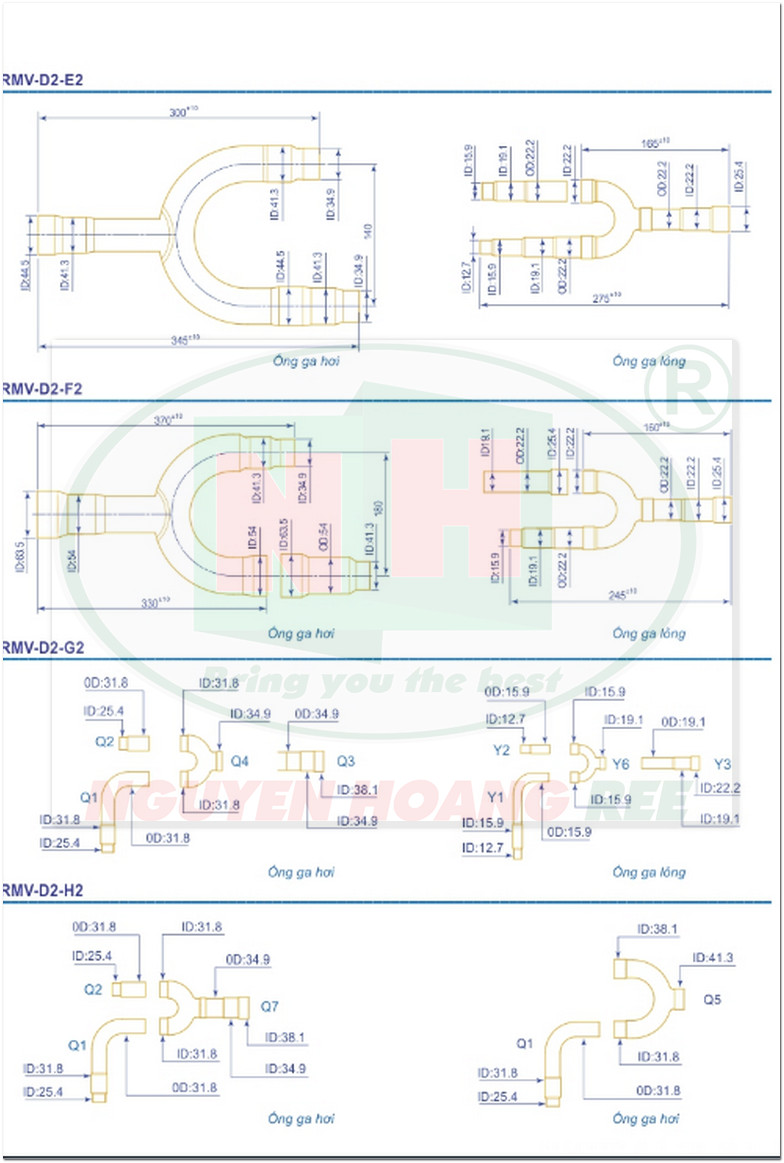 RMV-D2-E2
300±10
ID:44.5
ID:41.3
ID:41.3
ID:34.9
140
ID:44.5
ID:41.3
ID:34.9
345±10
Ống ga hơi
165±10
ID:15.9
ID:19.1
OD:22.2
ID:22.2
OD:22.2
ID:22.2
ID:25.4
ID:12.7
ID:15.9
ID:19.1
OD:22.2
275±10
Ống ga lỏng
RMV-D2-F2
370±10
ID:63.5
ID:54
ID:41.3
ID:34.9
180
ID:54
ID:63.5
OD:54
ID:41.3
330±10
Ống ga hơi
150±10
ID19.1
OD:22.2
ID:25.4
ID:22.2
OD:22.2
ID:22.2
ID:25.4
ID:15.9
ID:19.1
OD:22.2
245±10
Ống ga lỏng
NH
®
Bring you the best
NGUYEN HOANG REE
RMV-D2-G2
0D:31.8
ID:31.8
ID:25.4
ID:34.9
0D:34.9
Q2
Q4
Q3
Q1
ID:38.1
ID:31.8
ID:31.8
0D:31.8
ID:34.9
ID:25.4
Ống ga hơi
0D:15.9
ID:15.9
ID:12.7
ID:19.1
0D:19.1
Y2
Y6
Y3
Y1
ID:22.2
ID:15.9
ID:15.9
0D:15.9
ID:19.1
ID:12.7
Ống ga lỏng
RMV-D2-H2
0D:31.8
ID:31.8
ID:25.4
0D:34.9
Q2
Q7
Q1
ID:38.1
ID:31.8
ID:31.8
ID:34.9
ID:25.4
0D:31.8
Ống ga hơi
ID:38.1
ID:41.3
Q5
Q1
ID:31.8
ID:31.8
ID:25.4
0D:31.8
Ống ga hơi